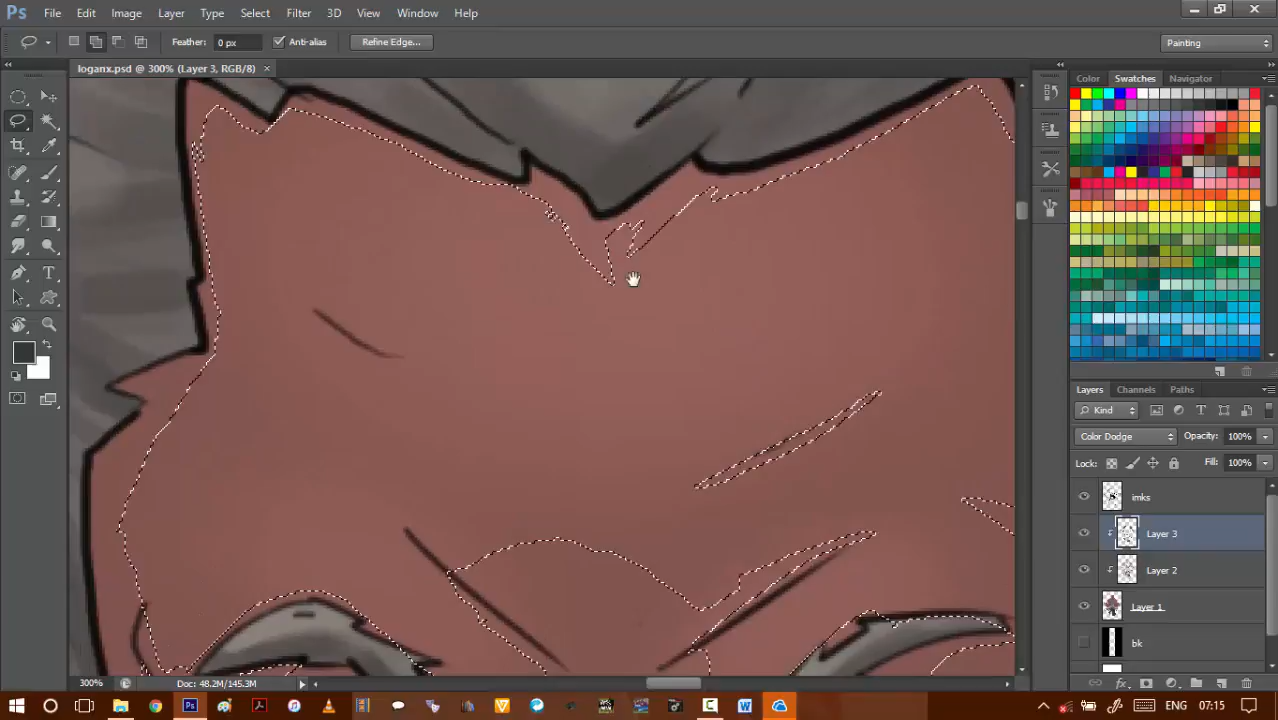 Ps File Edit Image Layer Type Select Filter 3D View Window Help
Feather: 0 px Anti-alias Refine Edge... Painting
loganx.psd @ 300% (Layer 3, RGB/8) ×
Color Swatches Navigator
Layers Channels Paths
Kind
Color Dodge Opacity: 100%
Lock: Fill: 100%
imks
Layer 3
Layer 2
Layer 1
bk
300% Doc: 48.2M/145.3M
ENG 07:15